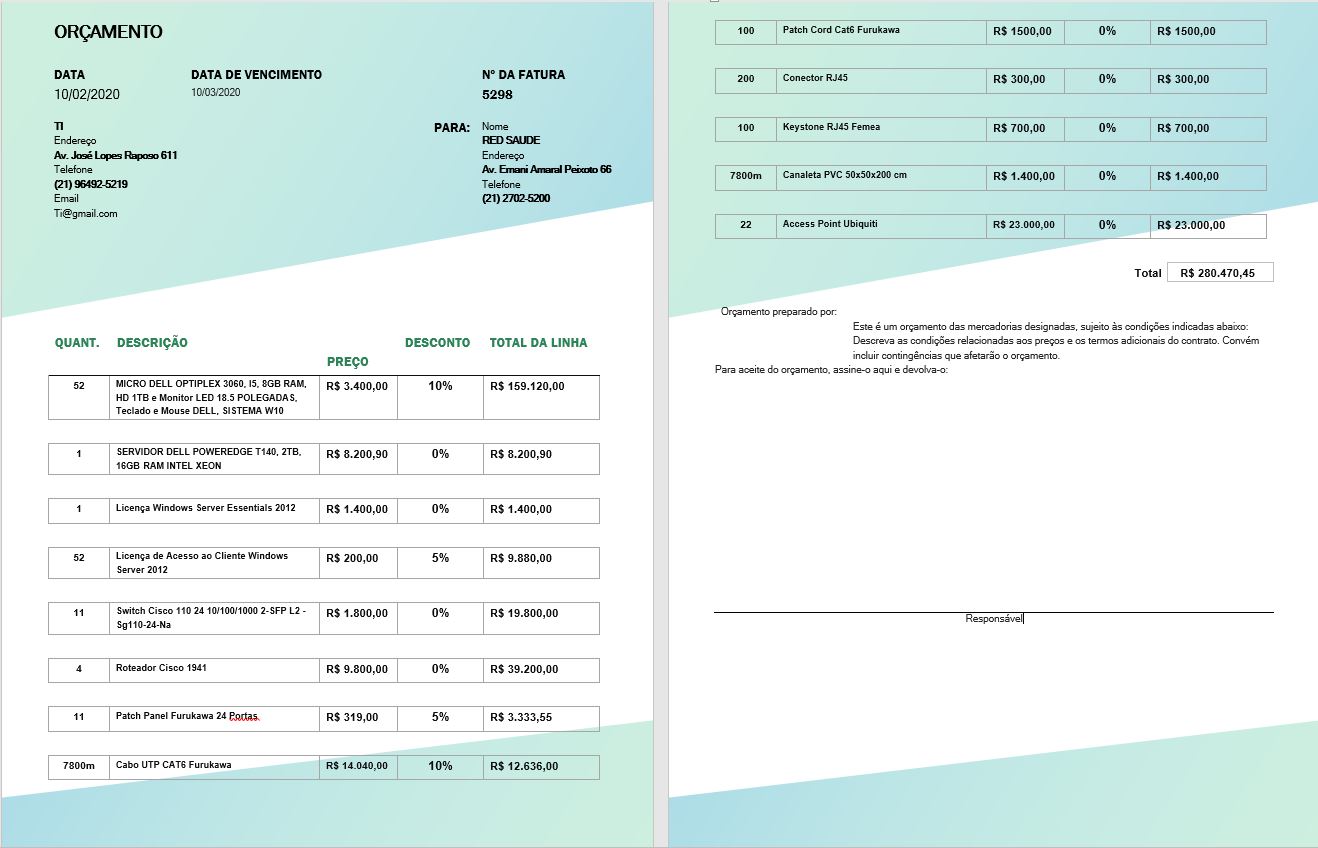 ORÇAMENTO
DATA
10/02/2020
DATA DE VENCIMENTO
10/03/2020
Nº DA FATURA
5298
TI
Endereço
Av. José Lopes Raposo 611
Telefone
(21) 96492-5219
Email
Ti@gmail.com
PARA:
Nome
RED SAUDE
Endereço
Av. Ernani Amaral Peixoto 66
Telefone
(21) 2702-5200
QUANT. DESCRIÇÃO PREÇO DESCONTO TOTAL DA LINHA
52 MICRO DELL OPTIPLEX 3060, I5, 8GB RAM, R$ 3.400,00 10% R$ 159.120,00
HD 1TB e Monitor LED 18.5 POLEGADAS,
Teclado e Mouse DELL, SISTEMA W10
1 SERVIDOR DELL POWEREDGE T140, 2TB, R$ 8.200,90 0% R$ 8.200,90
16GB RAM INTEL XEON
1 Licença Windows Server Essentials 2012 R$ 1.400,00 0% R$ 1.400,00
52 Licença de Acesso ao Cliente Windows R$ 200,00 5% R$ 9.880,00
Server 2012
11 Switch Cisco 110 24 10/100/1000 2-SFP L2 - R$ 1.800,00 0% R$ 19.800,00
Sg110-24-Na
4 Roteador Cisco 1941 R$ 9.800,00 0% R$ 39.200,00
11 Patch Panel Furukawa 24 Portas R$ 319,00 5% R$ 3.333,55
7800m Cabo UTP CAT6 Furukawa R$ 14.040,00 10% R$ 12.636,00
100 Patch Cord Cat6 Furukawa R$ 1500,00 0% R$ 1500,00
200 Conector RJ45 R$ 300,00 0% R$ 300,00
100 Keystone RJ45 Femea R$ 700,00 0% R$ 700,00
7800m Canaleta PVC 50x50x200 cm R$ 1.400,00 0% R$ 1.400,00
22 Access Point Ubiquiti R$ 23.000,00 0% R$ 23.000,00
Total R$ 280.470,45
Orçamento preparado por:
Este é um orçamento das mercadorias designadas, sujeito às condições indicadas abaixo:
Descreva as condições relacionadas aos preços e os termos adicionais do contrato. Convém
incluir contingências que afetarão o orçamento.
Para aceite do orçamento, assine-o aqui e devolva-o:
Responsável